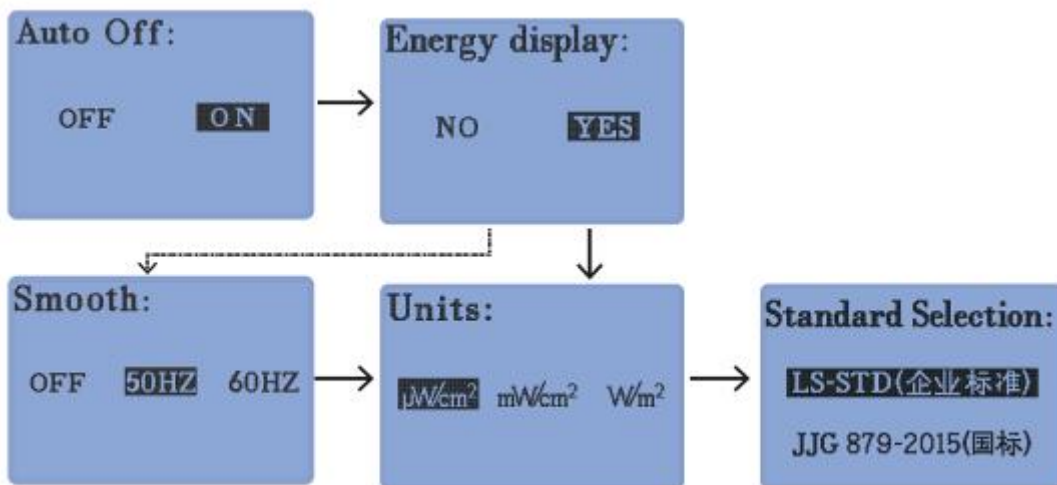 Auto Off:
OFF ON
Energy display:
NO YES
Smooth:
OFF 50HZ 60HZ
Units:
μW/cm² mW/cm² W/m²
Standard Selection:
LS-STD(企业标准)
JJG 879-2015(国标)